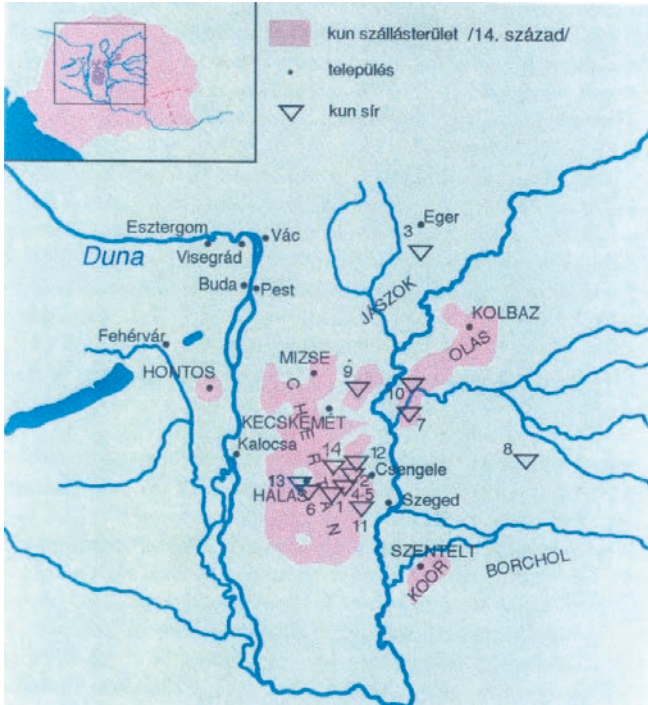 kun szállásterület /14. század/
település
kun sír
Esztergom
Vác
Visegrád
Duna
Buda
Pest
3
Eger
JÁSZOK
Fehérvár
HONTOS
MIZSE
9
KOLBAZ
OLAS
10
KECSKEMÉT
7
CHERTAN
Kalocsa
14
12
8
Csengele
13
HALAS
2
4-5
6
1
11
Szeged
SZENTELT
KOOR
BORCHOL